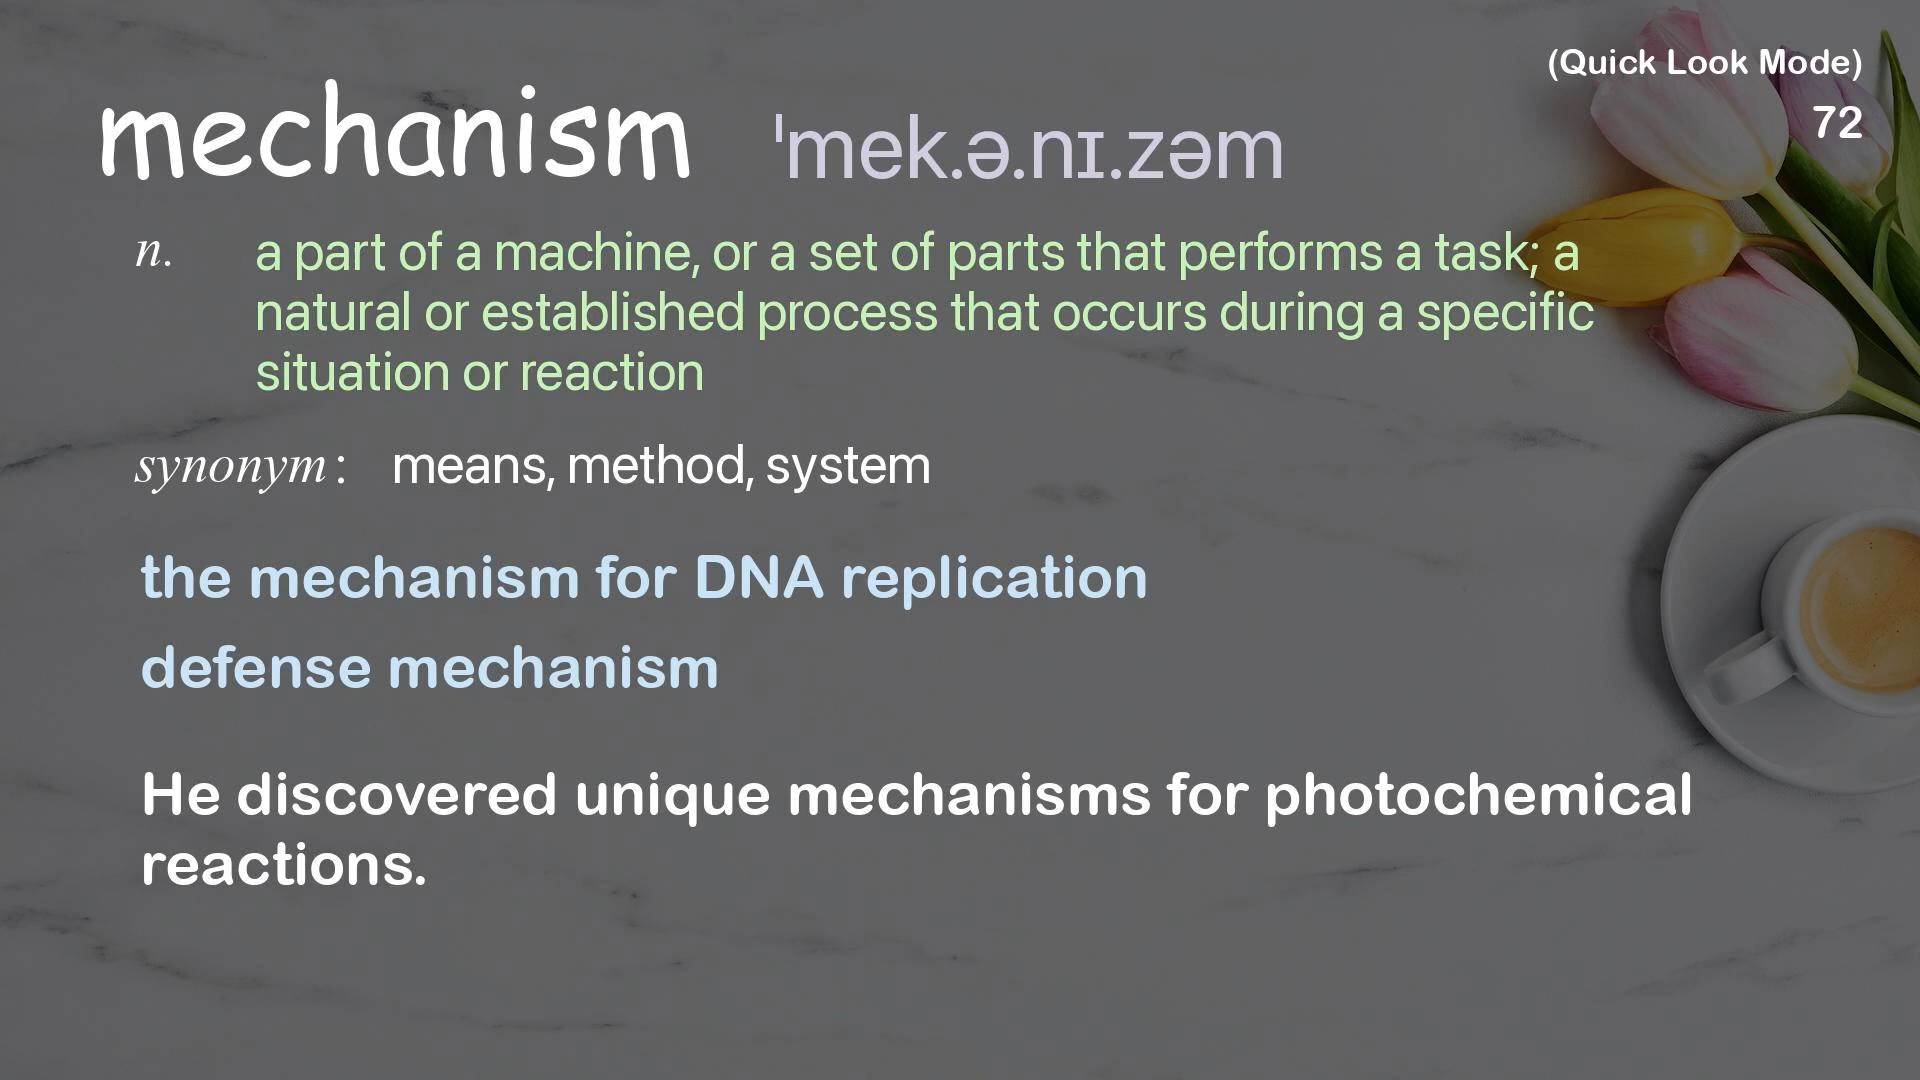 (Quick Look Mode)
72
mechanism ˈmek.ə.nɪ.zəm
n. a part of a machine, or a set of parts that performs a task; a
natural or established process that occurs during a specific
situation or reaction
synonym: means, method, system
the mechanism for DNA replication
defense mechanism
He discovered unique mechanisms for photochemical
reactions.